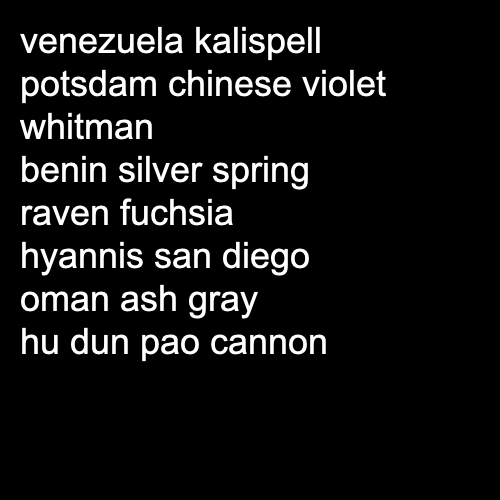 venezuela kalispell
potsdam chinese violet
whitman
benin silver spring
raven fuchsia
hyannis san diego
oman ash gray
hu dun pao cannon